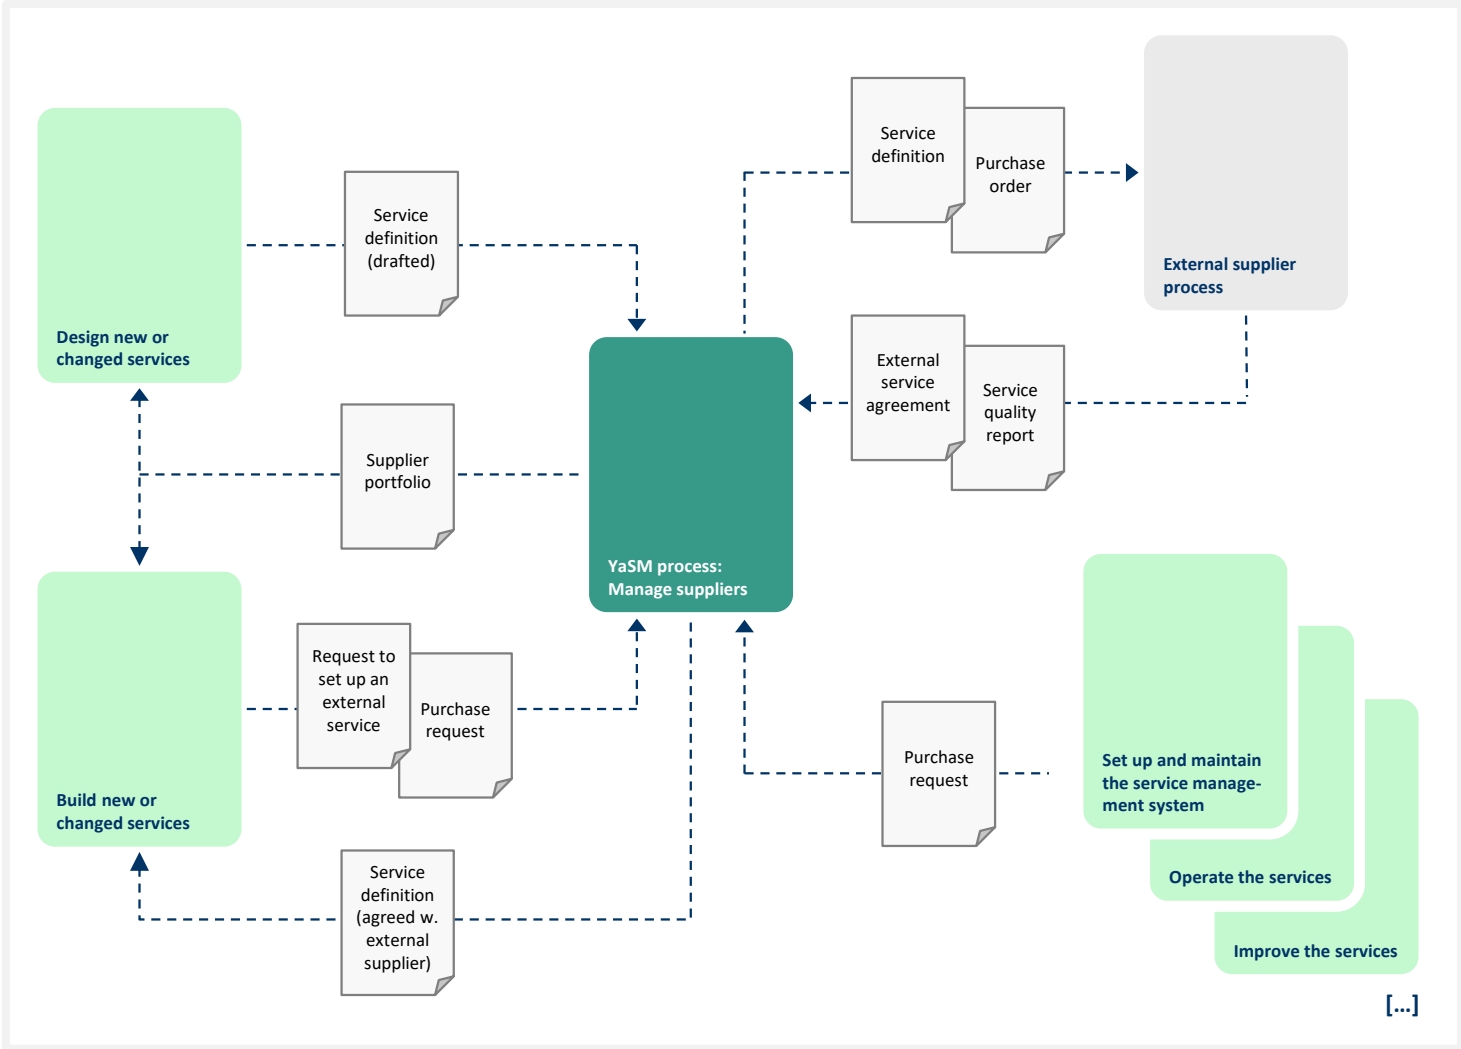 Service
definition
Purchase
order
External supplier
process
Service
definition
(drafted)
Design new or
changed services
External
service
agreement
Service
quality
report
Supplier
portfolio
YaSM process:
Manage suppliers
Request to
set up an
external
service
Purchase
request
Build new or
changed services
Purchase
request
Set up and maintain
the service manage-
ment system
Operate the services
Improve the services
Service
definition
(agreed w.
external
supplier)
[...]